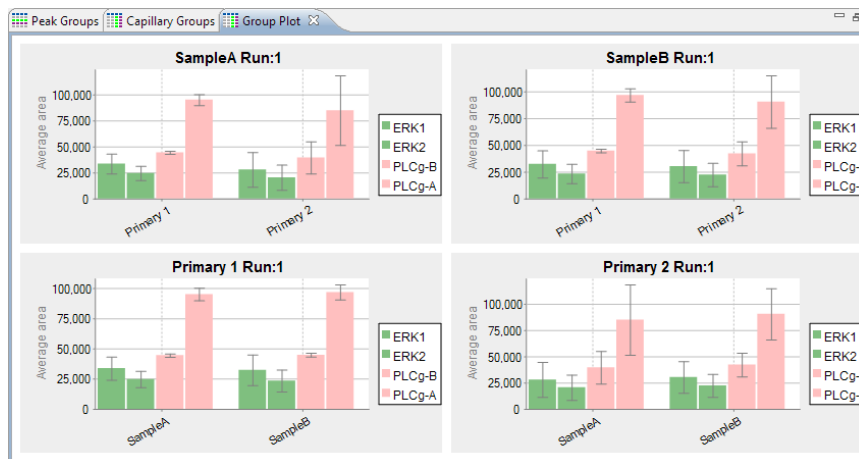 Peak Groups Capillary Groups Group Plot
SampleA Run:1
Average area
100,000
75,000
50,000
25,000
0
Primary 1 Primary 2
ERK1
ERK2
PLCg-B
PLCg-A
SampleB Run:1
Average area
100,000
75,000
50,000
25,000
0
Primary 1 Primary 2
ERK1
ERK2
PLCg-
PLCg-
Primary 1 Run:1
Average area
100,000
75,000
50,000
25,000
0
SampleA SampleB
ERK1
ERK2
PLCg-B
PLCg-A
Primary 2 Run:1
Average area
100,000
75,000
50,000
25,000
0
SampleA SampleB
ERK1
ERK2
PLCg-
PLCg-